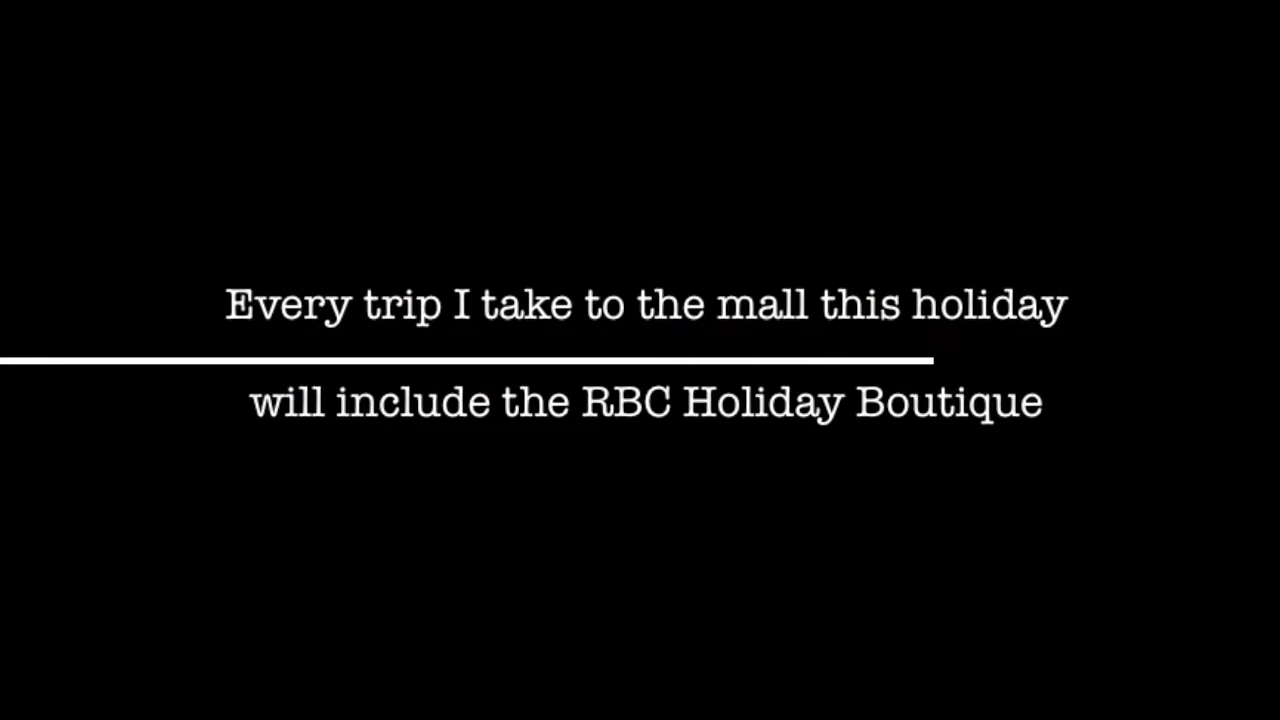 Every trip I take to the mall this holiday
will include the RBC Holiday Boutique